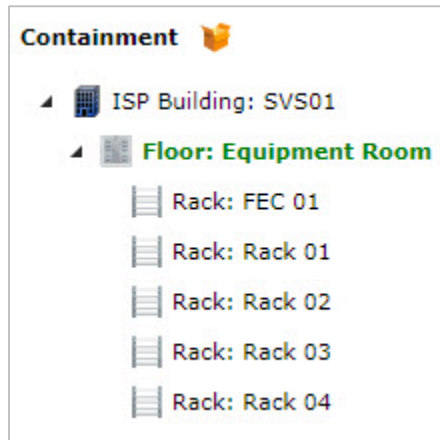 Containment
ISP Building: SVS01
Floor: Equipment Room
Rack: FEC 01
Rack: Rack 01
Rack: Rack 02
Rack: Rack 03
Rack: Rack 04